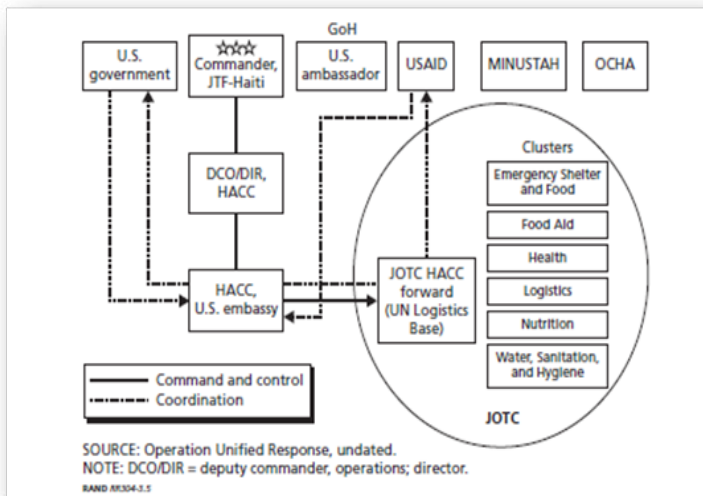 GoH
U.S.
government
☆☆☆
Commander,
JTF-Haiti
U.S.
ambassador
USAID
MINUSTAH
OCHA
DCO/DIR,
HACC
HACC,
U.S. embassy
JOTC HACC
forward
(UN Logistics
Base)
Clusters
Emergency Shelter
and Food
Food Aid
Health
Logistics
Nutrition
Water, Sanitation,
and Hygiene
JOTC
Command and control
Coordination
SOURCE: Operation Unified Response, undated.
NOTE: DCO/DIR = deputy commander, operations; director.
RAND RR304-3.5